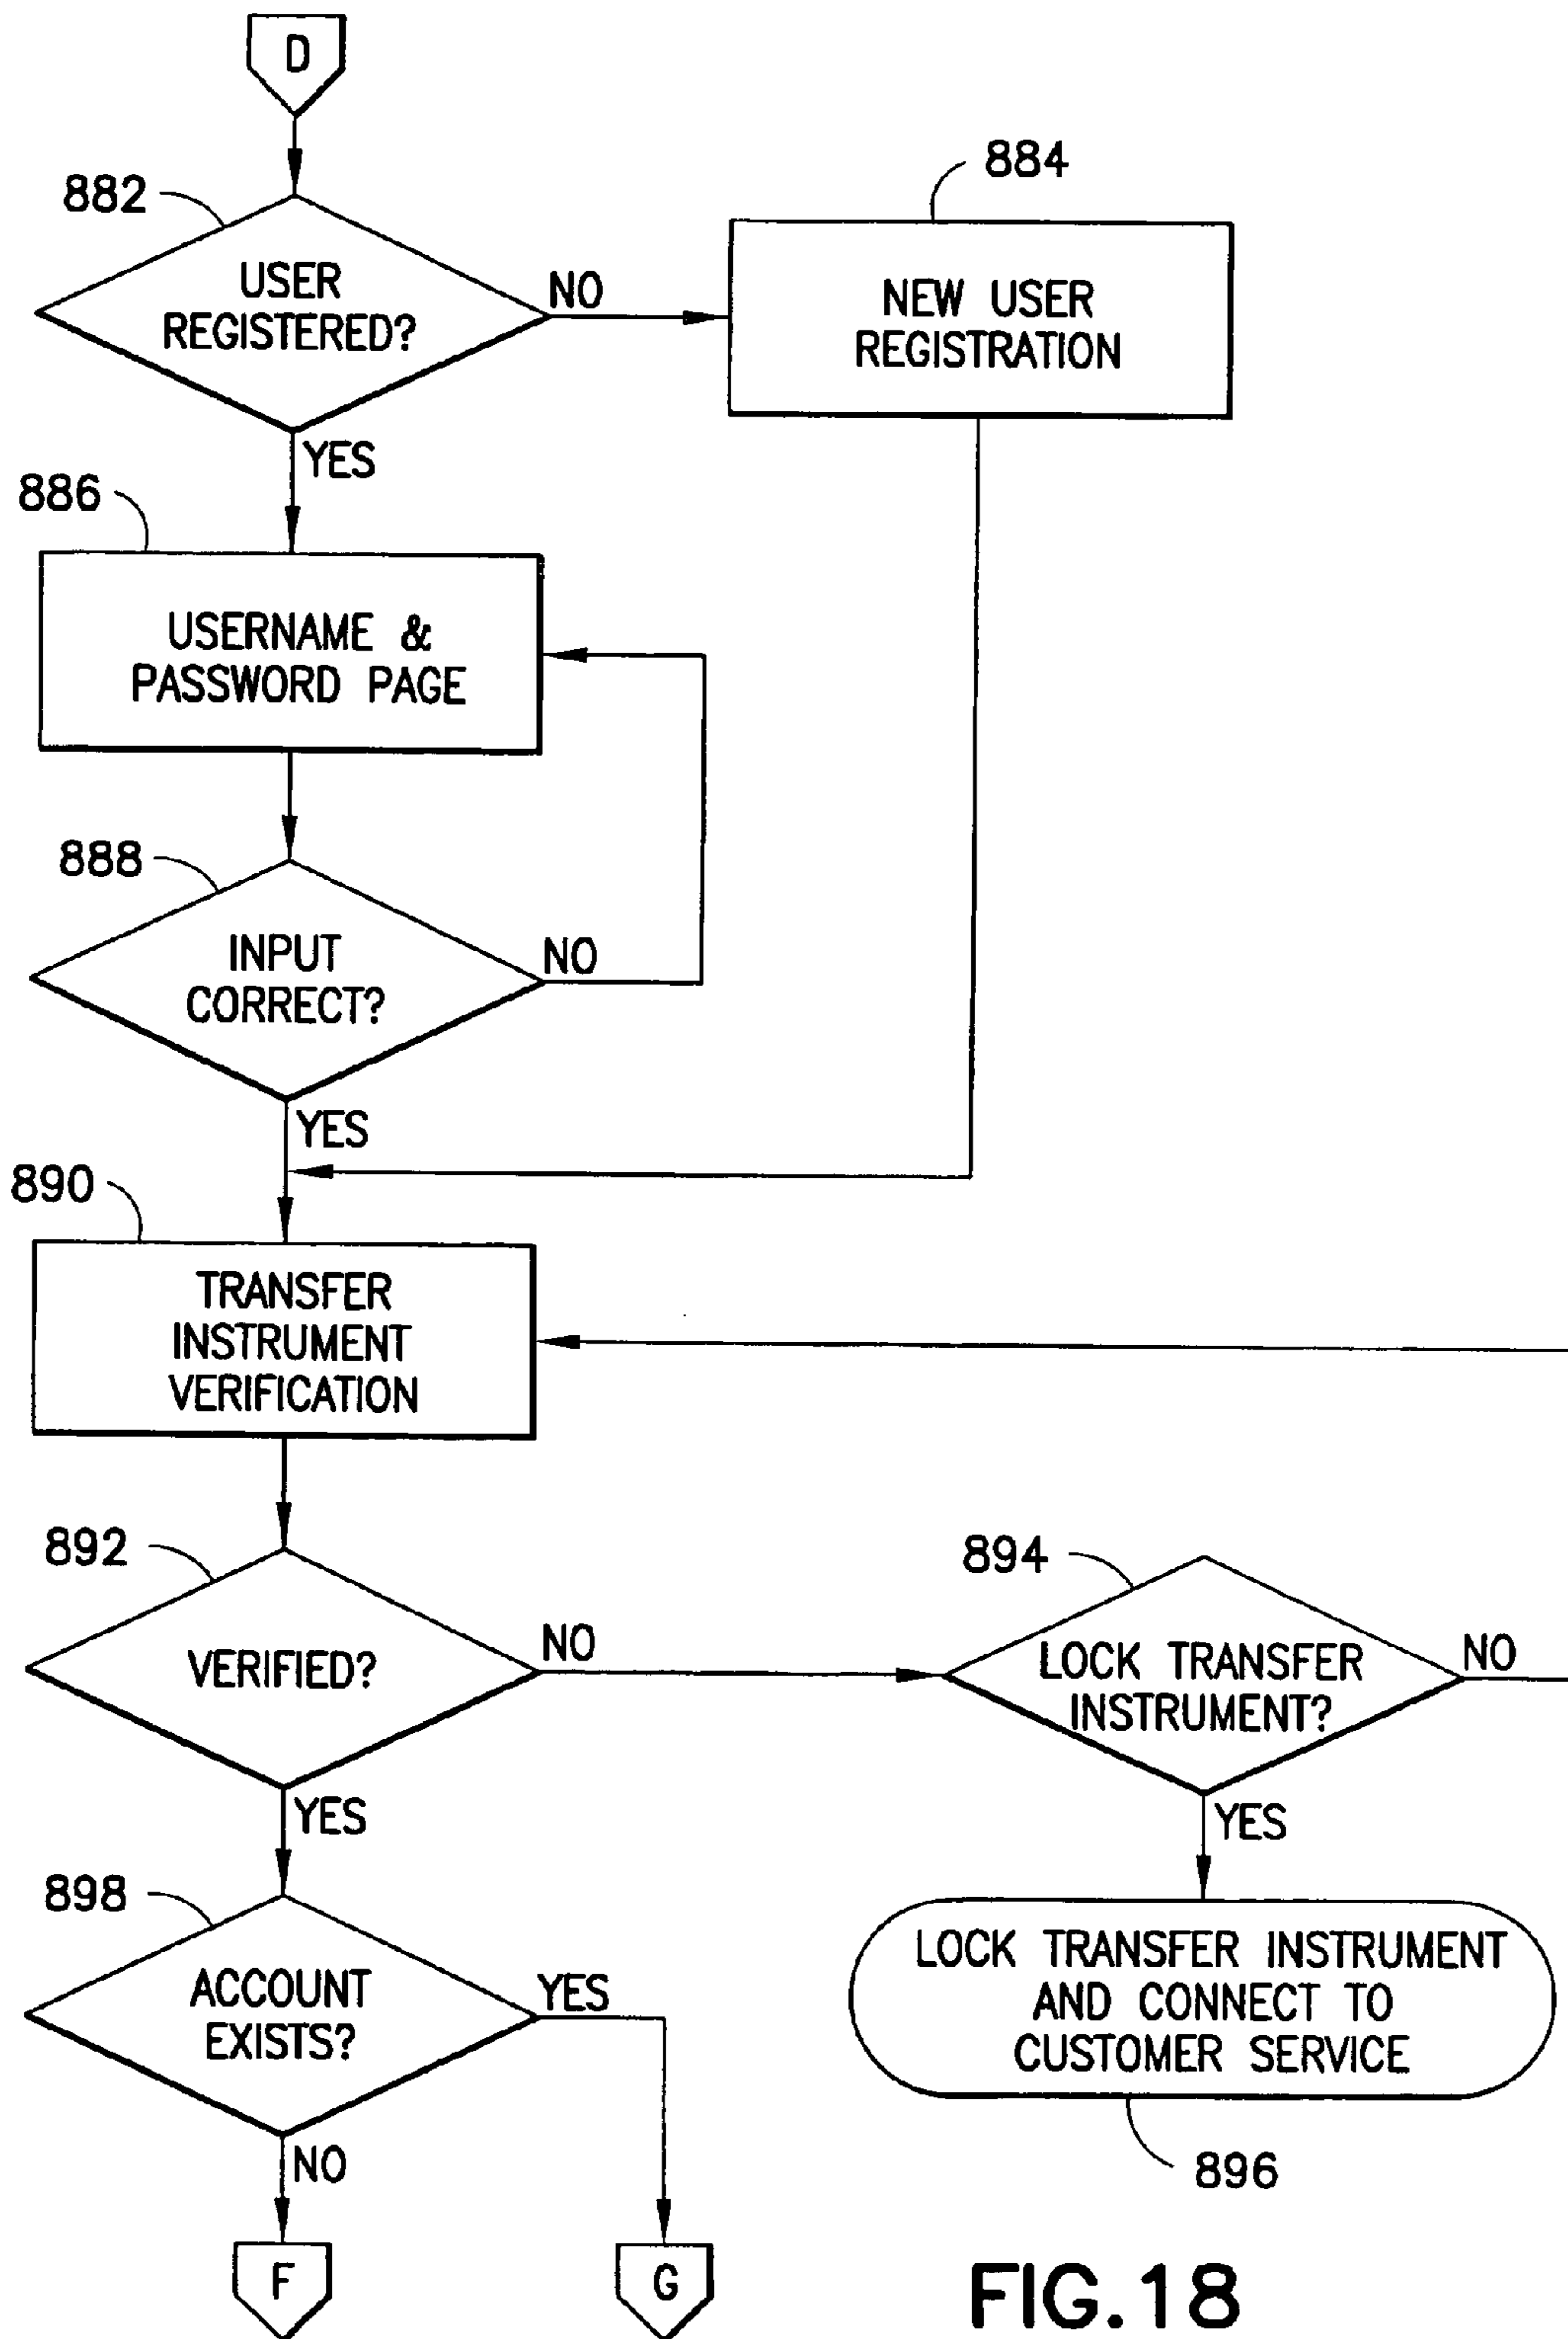 D
882
884
USER
REGISTERED?
NO
NEW USER
REGISTRATION
YES
886
USERNAME &
PASSWORD PAGE
888
INPUT
CORRECT?
NO
YES
890
TRANSFER
INSTRUMENT
VERIFICATION
892
VERIFIED?
NO
894
LOCK TRANSFER
INSTRUMENT?
NO
YES
YES
898
ACCOUNT
EXISTS?
YES
LOCK TRANSFER INSTRUMENT
AND CONNECT TO
CUSTOMER SERVICE
896
NO
F
G
FIG.18